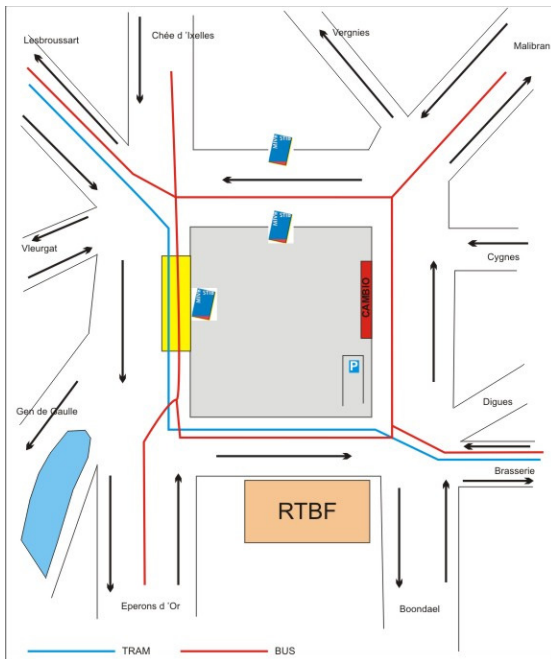 Lesbroussart
Chée d 'Ixelles
Vergnies
Malibran
Vleurgat
CAMBIO
Cygnes
P
Gen de Gaulle
Digues
Brasserie
RTBF
Eperons d 'Or
Boondael
TRAM
BUS